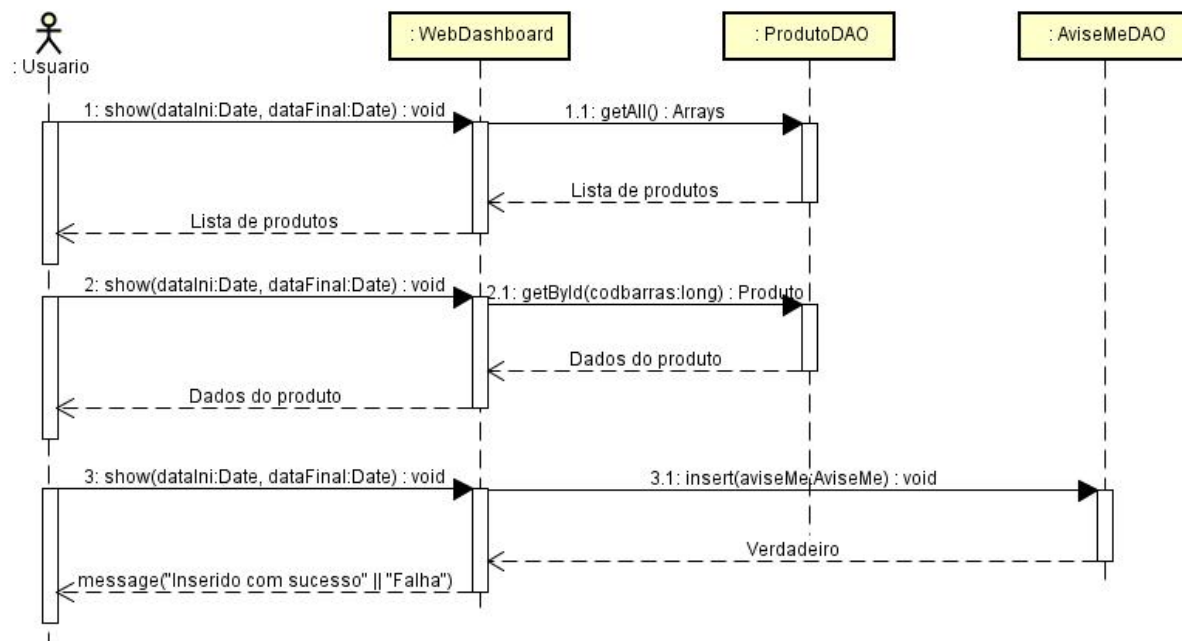 : Usuario
: WebDashboard
: ProdutoDAO
: AviseMeDAO
1: show(dataIni:Date, dataFinal:Date) : void
1.1: getAll() : Arrays
Lista de produtos
Lista de produtos
2: show(dataIni:Date, dataFinal:Date) : void
2.1: getById(codbarras:long) : Produto
Dados do produto
Dados do produto
3: show(dataIni:Date, dataFinal:Date) : void
3.1: insert(aviseMe:AviseMe) : void
Verdadeiro
message("Inserido com sucesso" || "Falha")